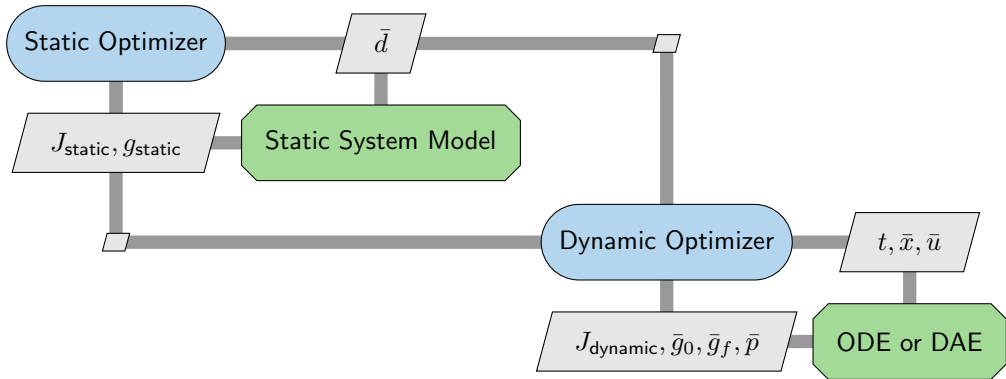 Static Optimizer
d̄
J_static, g_static
Static System Model
Dynamic Optimizer
t, x̄, ū
J_dynamic, ḡ_0, ḡ_f, p̄
ODE or DAE